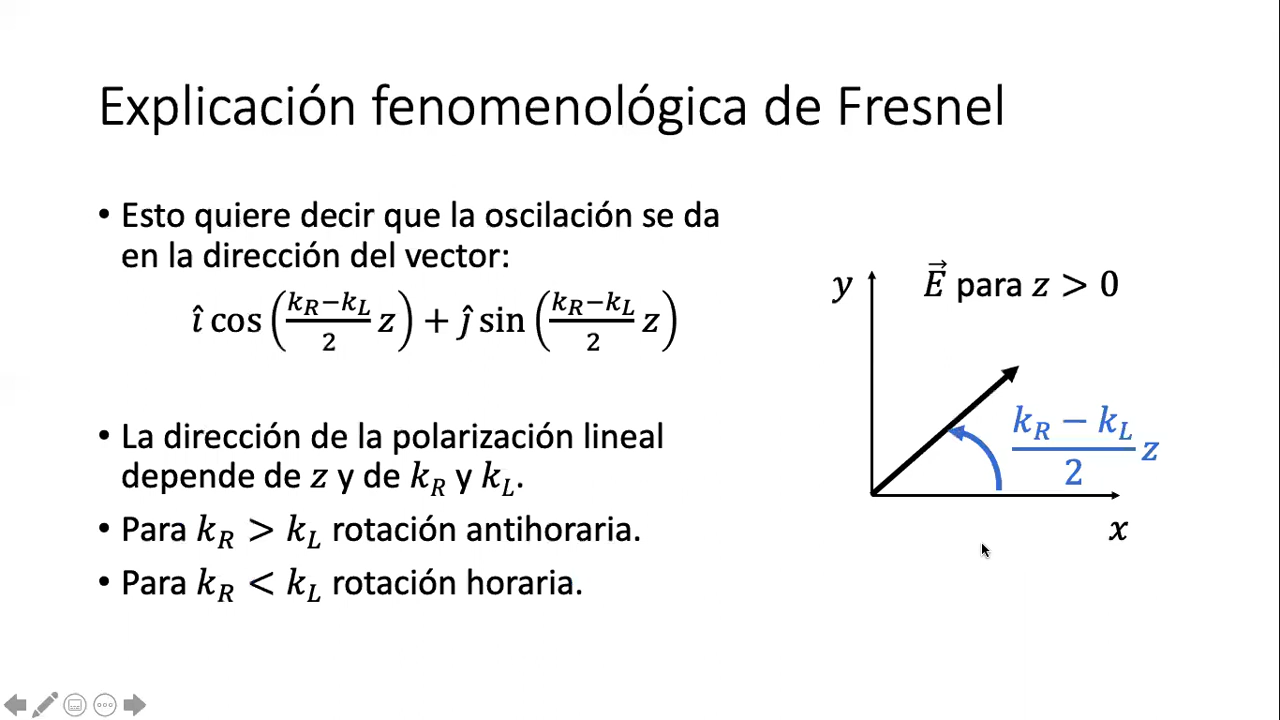 Explicación fenomenológica de Fresnel
• Esto quiere decir que la oscilación se da
en la dirección del vector:
î cos((k_R−k_L)/2 z) + ĵ sin((k_R−k_L)/2 z)
• La dirección de la polarización lineal
depende de z y de k_R y k_L.
• Para k_R > k_L rotación antihoraria.
• Para k_R < k_L rotación horaria.
y
E⃗ para z > 0
(k_R − k_L)/2 z
x